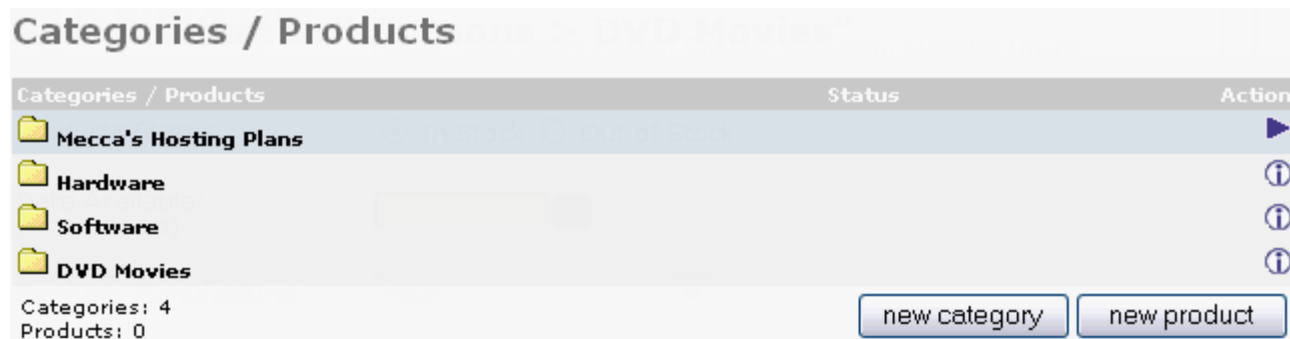 Categories / Products
Categories / Products Status Action
Mecca's Hosting Plans
Hardware
Software
DVD Movies
Categories: 4
Products: 0
new category new product